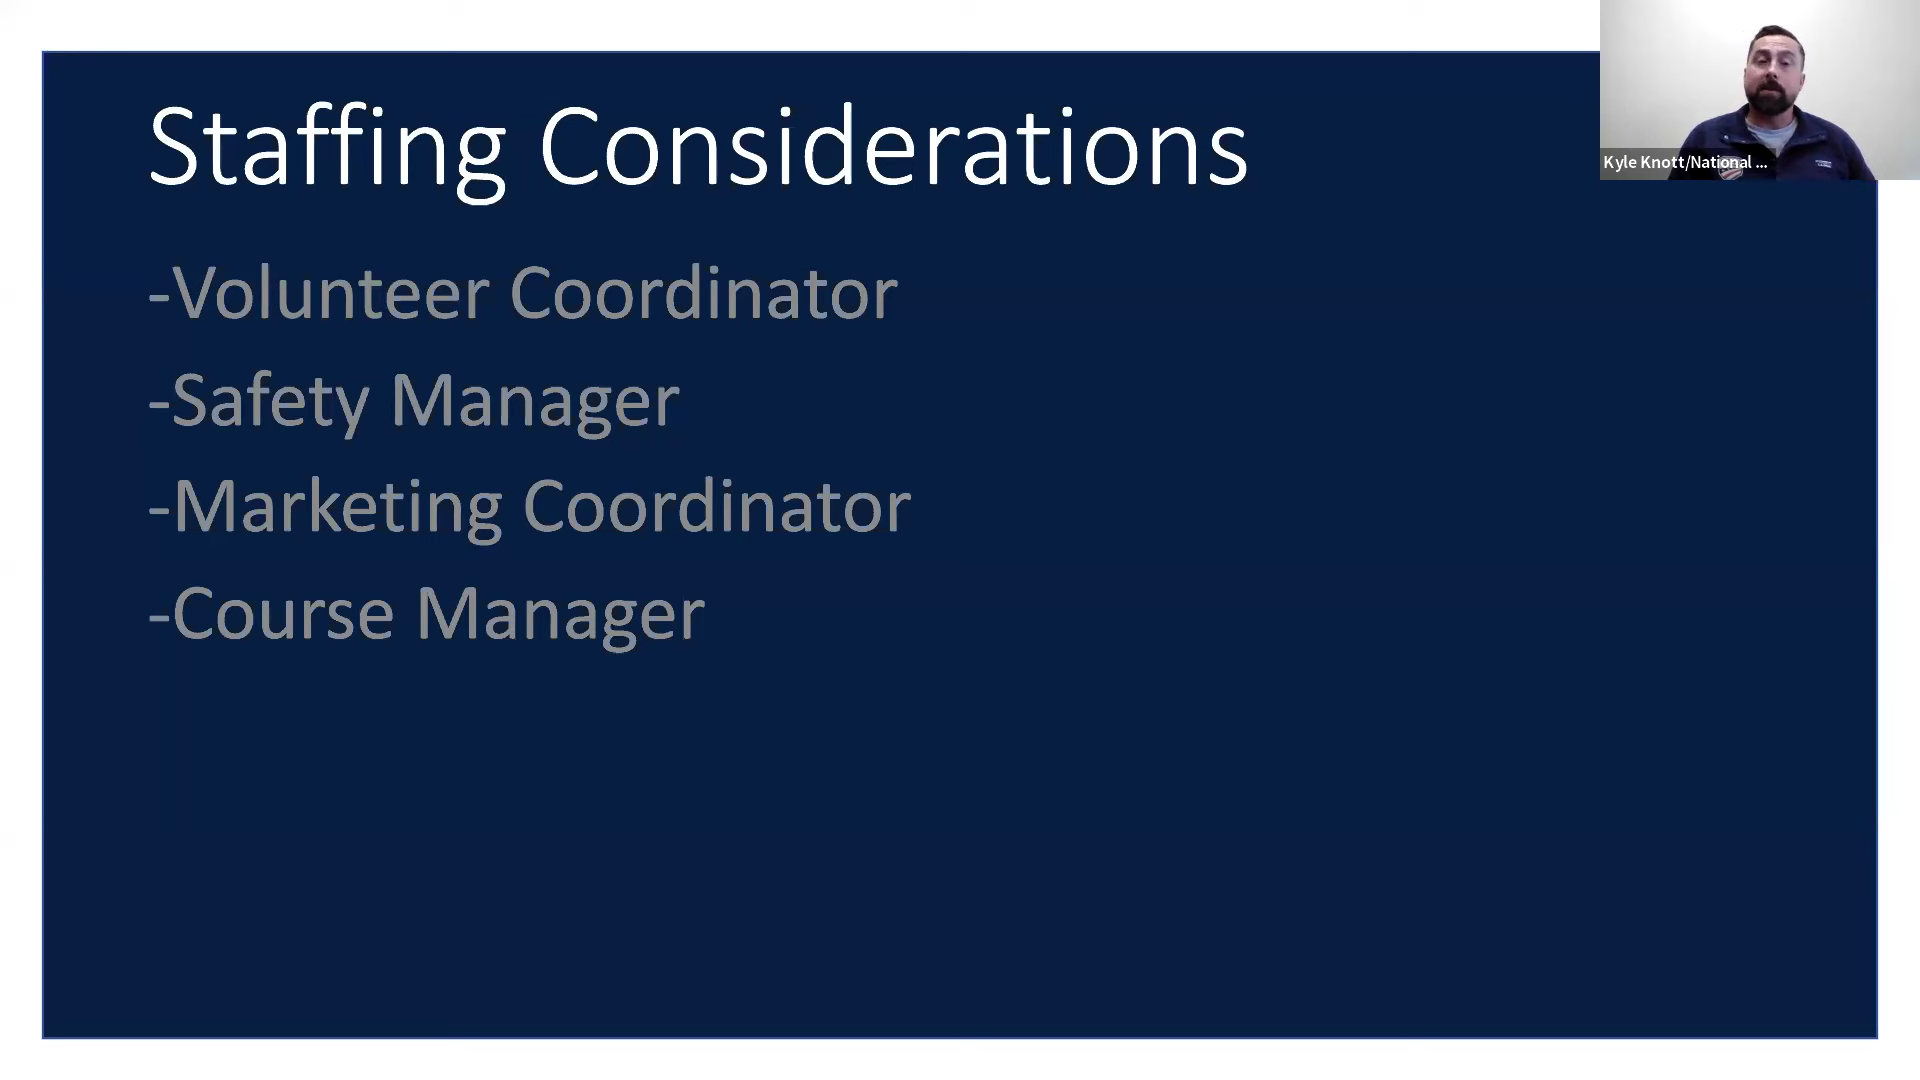 Staffing Considerations
Kyle Knott/National ...
-Volunteer Coordinator
-Safety Manager
-Marketing Coordinator
-Course Manager